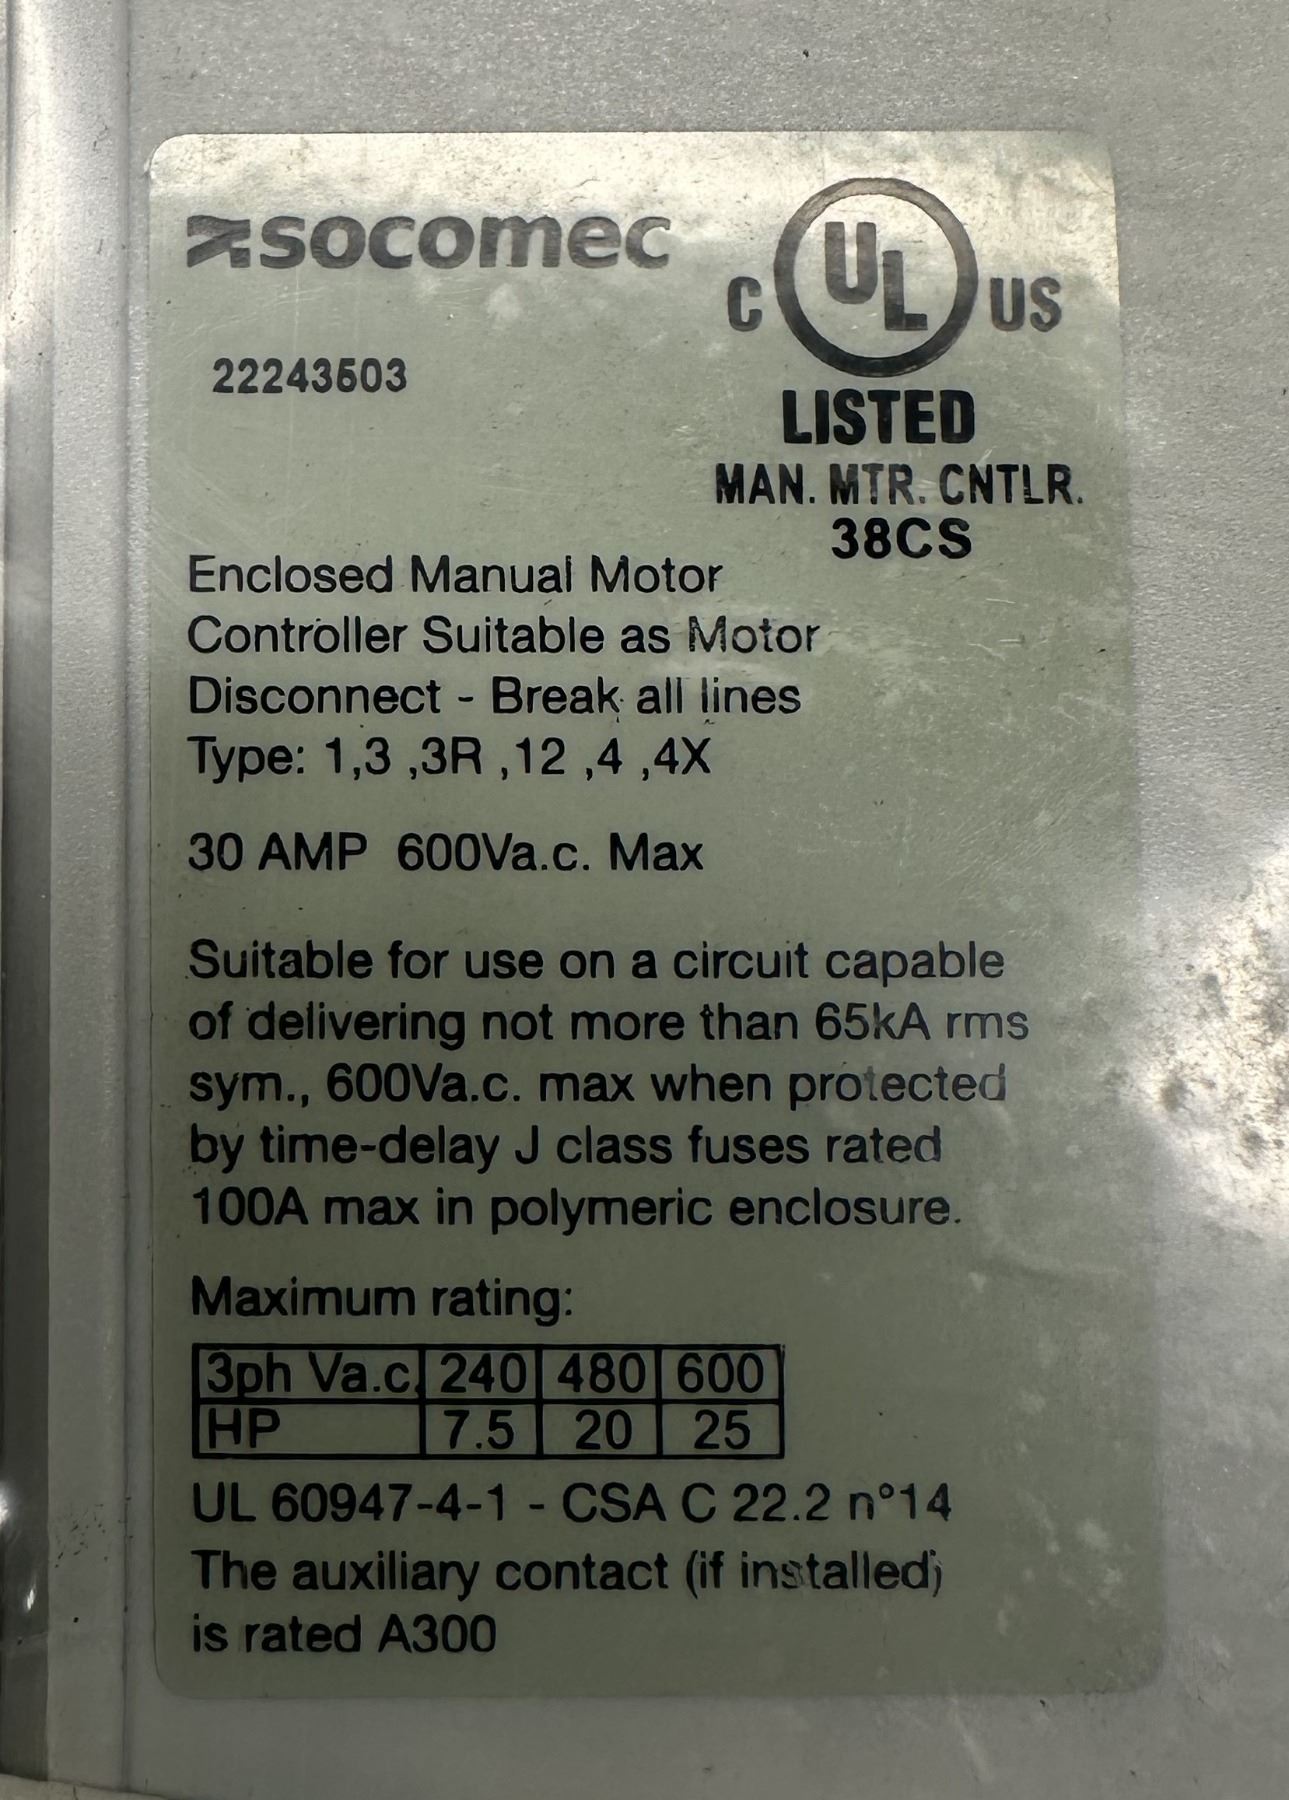 socomec
C UL US
22243503
LISTED
MAN. MTR. CNTLR.
38CS
Enclosed Manual Motor
Controller Suitable as Motor
Disconnect - Break all lines
Type: 1,3 ,3R ,12 ,4 ,4X
30 AMP 600Va.c. Max
Suitable for use on a circuit capable
of delivering not more than 65kA rms
sym., 600Va.c. max when protected
by time-delay J class fuses rated
100A max in polymeric enclosure.
Maximum rating:
3ph Va.c. 240 480 600
HP 7.5 20 25
UL 60947-4-1 - CSA C 22.2 n°14
The auxiliary contact (if installed)
is rated A300